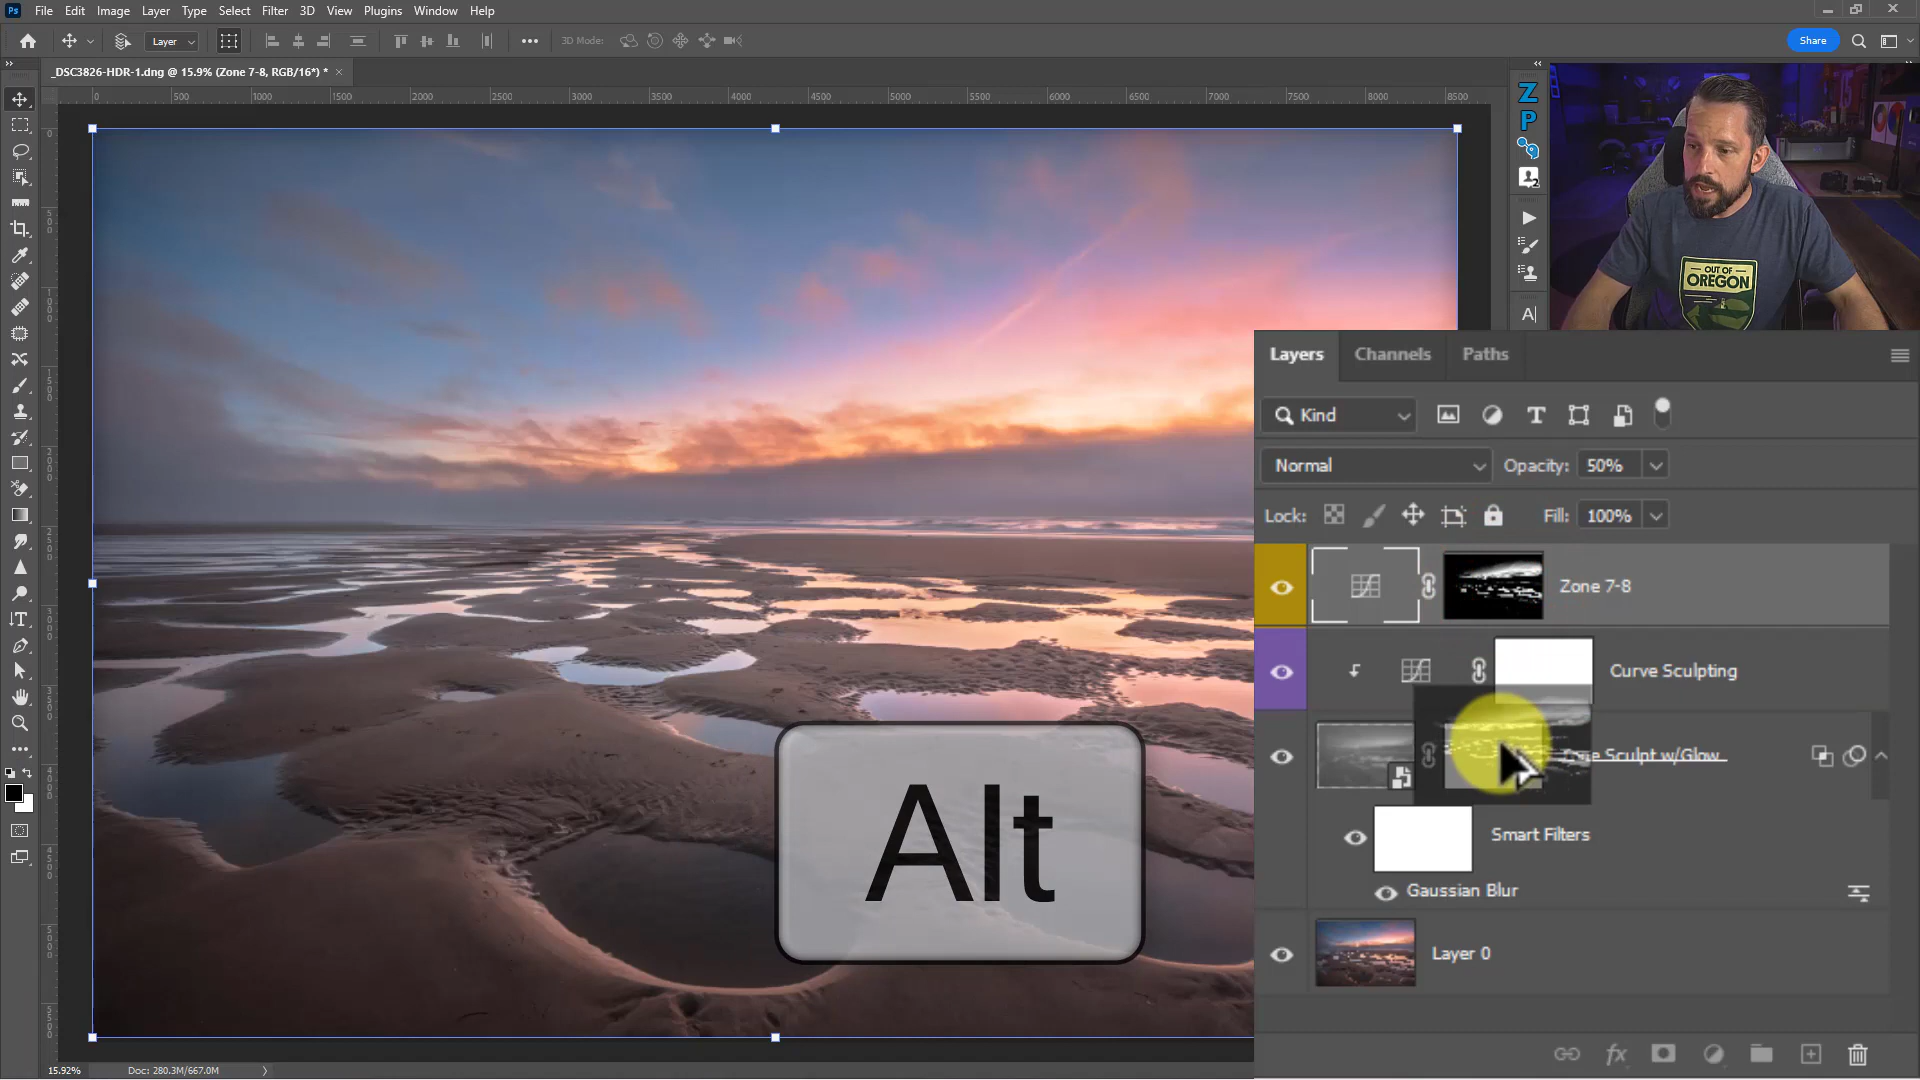 Ps File Edit Image Layer Type Select Filter 3D View Plugins Window Help
Layer 3D Mode: Share
_DSC3826-HDR-1.dng @ 15.9% (Zone 7-8, RGB/16*) *
0 500 1000 1500 2000 2500 3000 3500 4000 4500 5000 5500 6000 6500 7000 7500 8000 8500
Z
P
A
OUT OF
OREGON
Layers Channels Paths
Kind
Normal Opacity: 50%
Lock: Fill: 100%
Zone 7-8
Curve Sculpting
Sculpt w/Glow
Smart Filters
Gaussian Blur
Layer 0
fx
Alt
15.92% Doc: 280.3M/667.0M